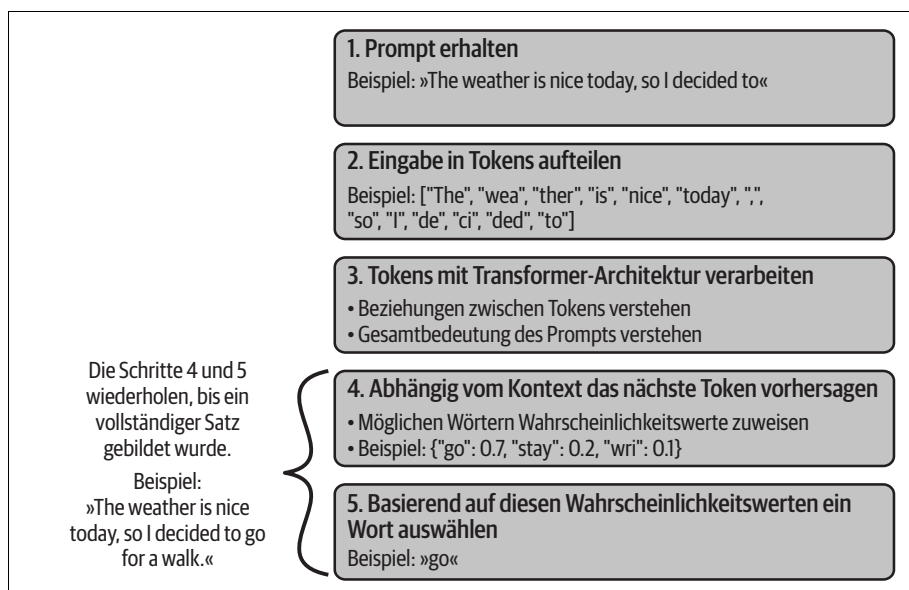 1. Prompt erhalten
Beispiel: »The weather is nice today, so I decided to«
2. Eingabe in Tokens aufteilen
Beispiel: ["The", "wea", "ther", "is", "nice", "today", ",",
"so", "I", "de", "ci", "ded", "to"]
3. Tokens mit Transformer-Architektur verarbeiten
• Beziehungen zwischen Tokens verstehen
• Gesamtbedeutung des Prompts verstehen
Die Schritte 4 und 5
wiederholen, bis ein
vollständiger Satz
gebildet wurde.
Beispiel:
»The weather is nice
today, so I decided to go
for a walk.«
4. Abhängig vom Kontext das nächste Token vorhersagen
• Möglichen Wörtern Wahrscheinlichkeitswerte zuweisen
• Beispiel: {"go": 0.7, "stay": 0.2, "wri": 0.1}
5. Basierend auf diesen Wahrscheinlichkeitswerten ein
Wort auswählen
Beispiel: »go«